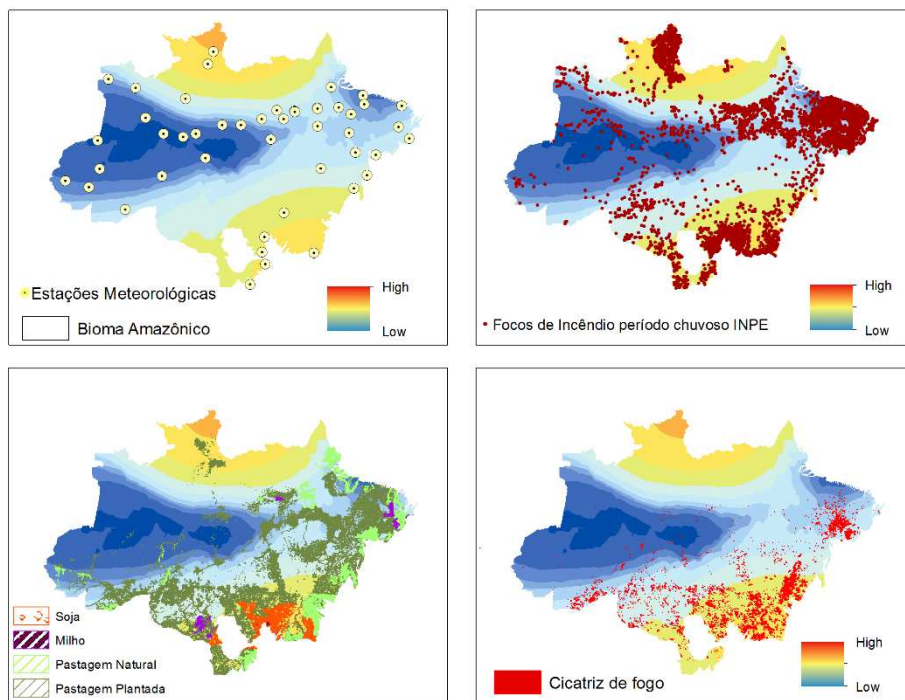 Estações Meteorológicas
Bioma Amazônico
High
Low
Focos de Incêndio período chuvoso INPE
High
Low
Soja
Milho
Pastagem Natural
Pastagem Plantada
Cicatriz de fogo
High
Low